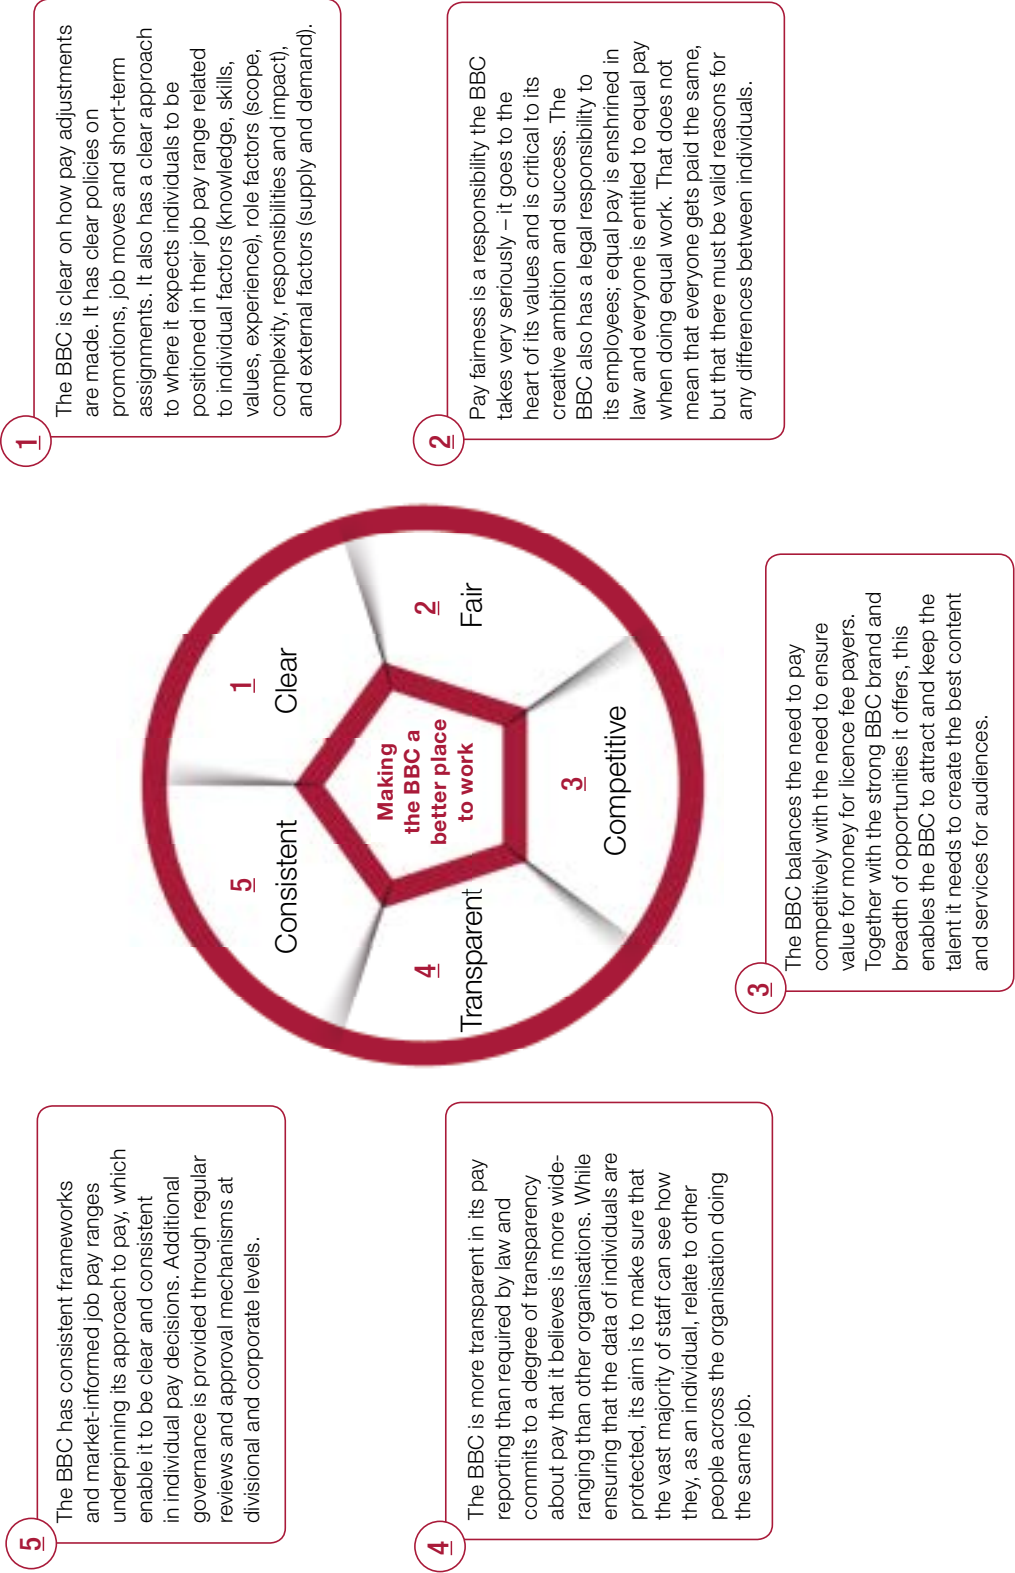 5
The BBC has consistent frameworks
and market-informed job pay ranges
underpinning its approach to pay, which
enable it to be clear and consistent
in individual pay decisions. Additional
governance is provided through regular
reviews and approval mechanisms at
divisional and corporate levels.
1
The BBC is clear on how pay adjustments
are made. It has clear policies on
promotions, job moves and short-term
assignments. It also has a clear approach
to where it expects individuals to be
positioned in their job pay range related
to individual factors (knowledge, skills,
values, experience), role factors (scope,
complexity, responsibilities and impact),
and external factors (supply and demand).
5
Consistent
1
Clear
4
Transparent
2
Fair
3
Competitive
Making
the BBC a
better place
to work
4
The BBC is more transparent in its pay
reporting than required by law and
commits to a degree of transparency
about pay that it believes is more wide-
ranging than other organisations. While
ensuring that the data of individuals are
protected, its aim is to make sure that
the vast majority of staff can see how
they, as an individual, relate to other
people across the organisation doing
the same job.
2
Pay fairness is a responsibility the BBC
takes very seriously – it goes to the
heart of its values and is critical to its
creative ambition and success. The
BBC also has a legal responsibility to
its employees; equal pay is enshrined in
law and everyone is entitled to equal pay
when doing equal work. That does not
mean that everyone gets paid the same,
but that there must be valid reasons for
any differences between individuals.
3
The BBC balances the need to pay
competitively with the need to ensure
value for money for licence fee payers.
Together with the strong BBC brand and
breadth of opportunities it offers, this
enables the BBC to attract and keep the
talent it needs to create the best content
and services for audiences.